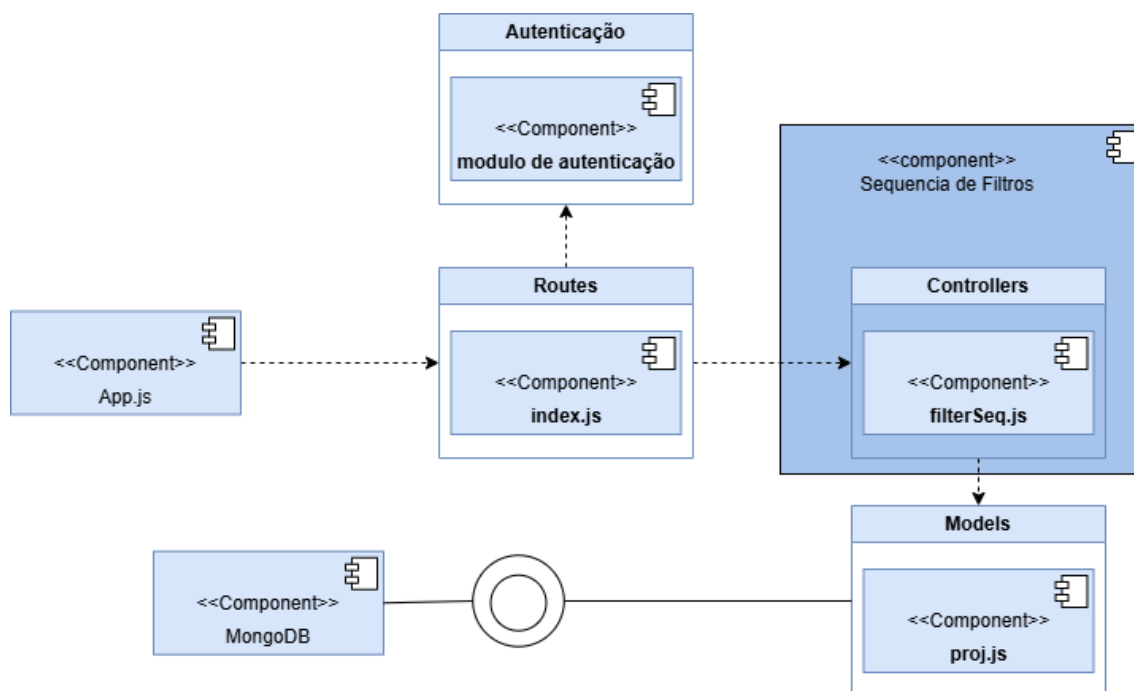 Autenticação
<<Component>>
modulo de autenticação
<<component>>
Sequencia de Filtros
Routes
Controllers
<<Component>>
App.js
<<Component>>
index.js
<<Component>>
filterSeq.js
Models
<<Component>>
MongoDB
<<Component>>
proj.js